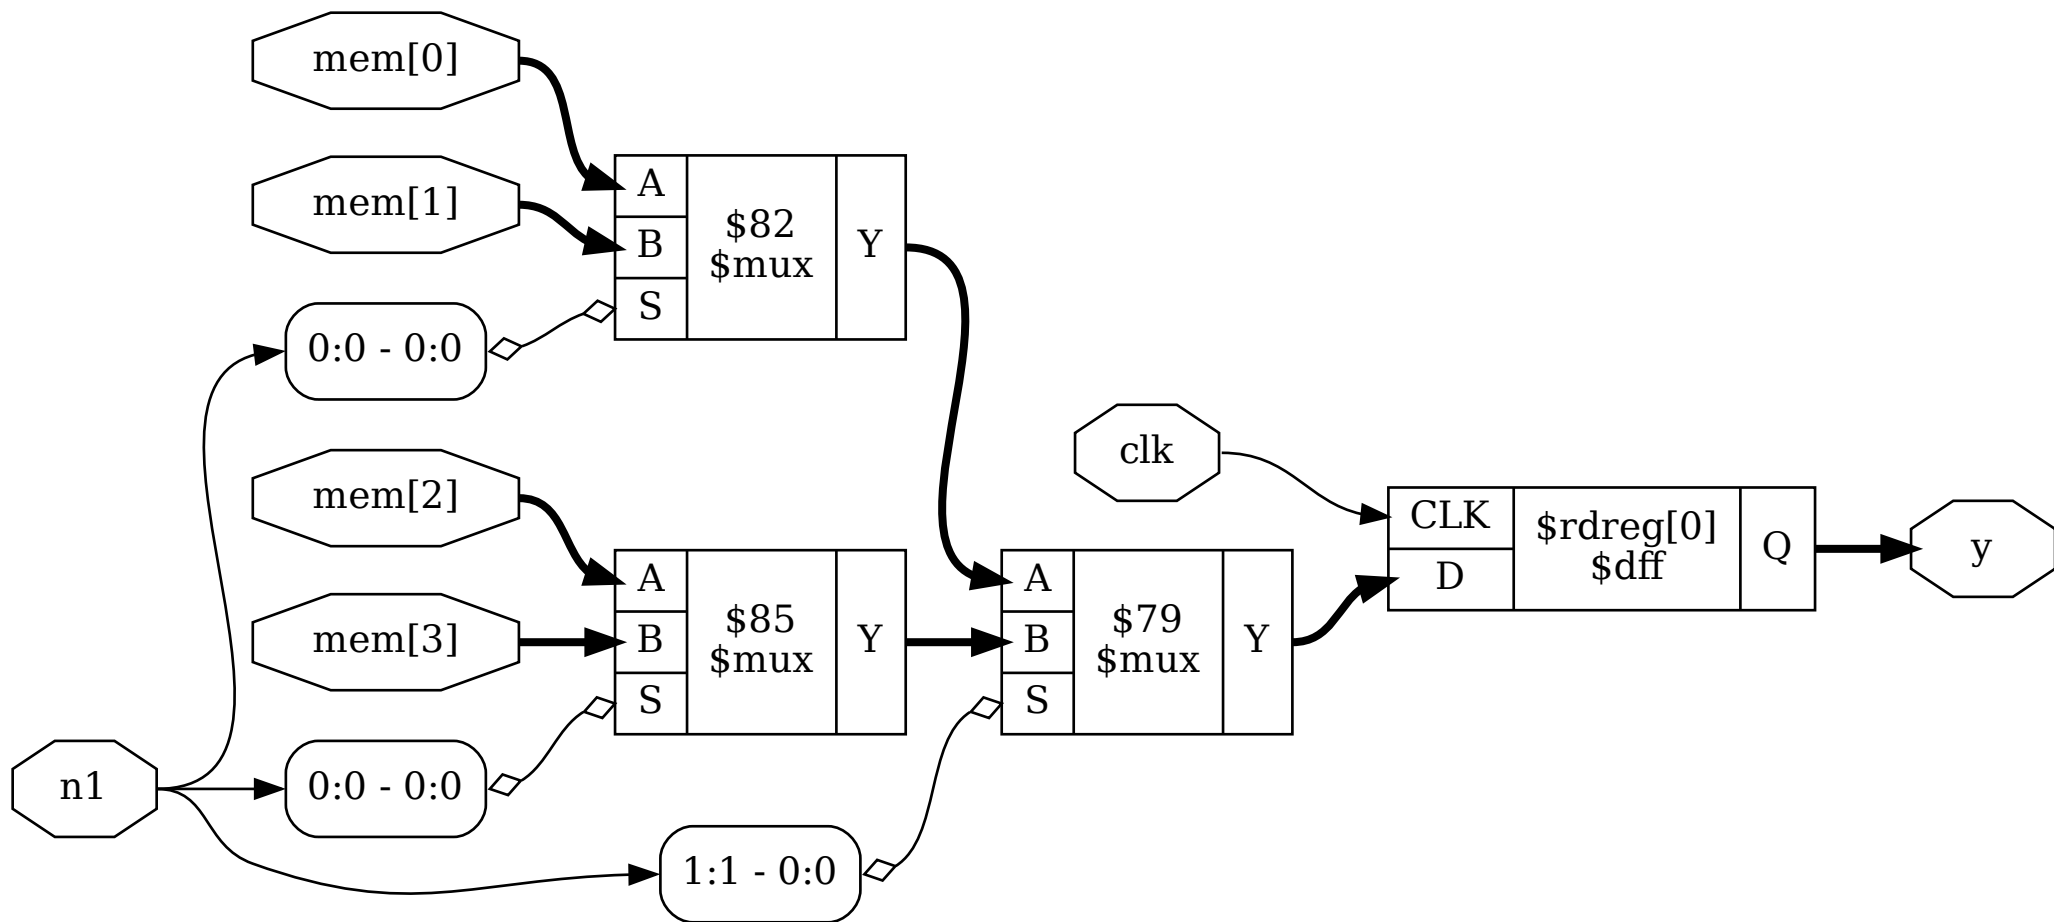 mem[0]
mem[1]
A
B
S
$82
$mux
Y
0:0 - 0:0
mem[2]
mem[3]
A
B
S
$85
$mux
Y
n1
0:0 - 0:0
1:1 - 0:0
A
B
S
$79
$mux
Y
clk
CLK
D
$rdreg[0]
$dff
Q
y